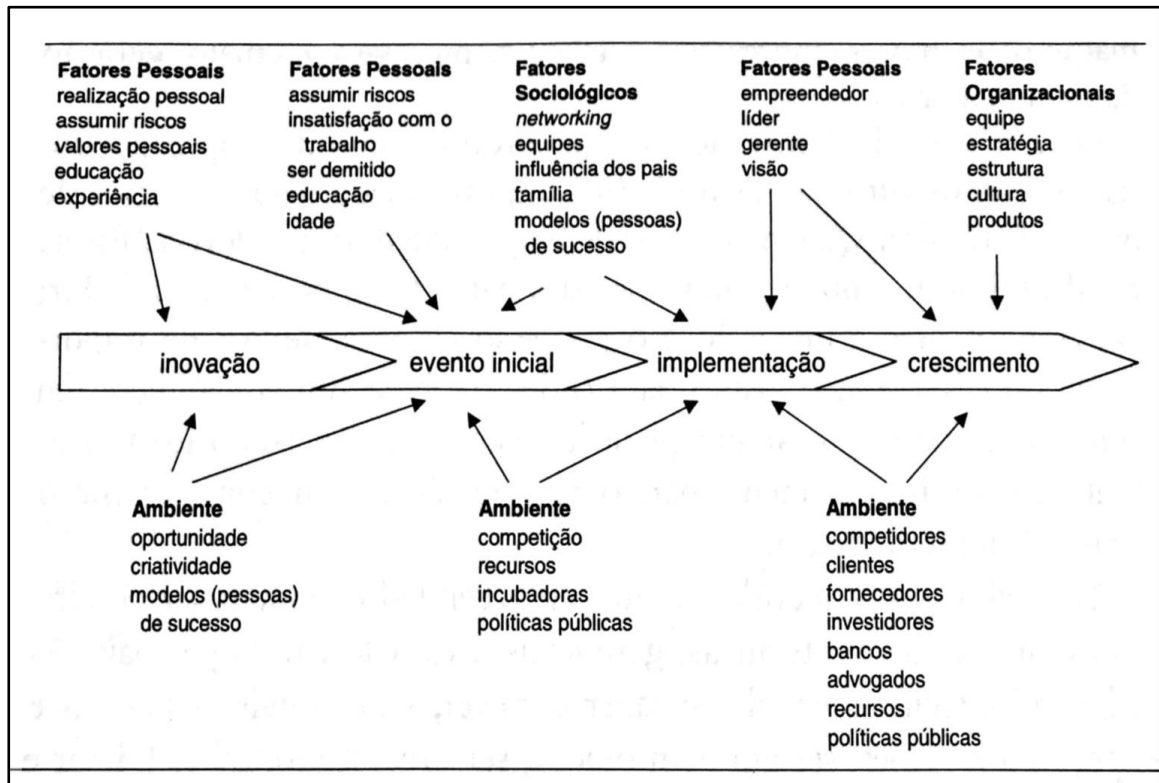 Fatores Pessoais
realização pessoal
assumir riscos
valores pessoais
educação
experiência
Fatores Pessoais
assumir riscos
insatisfação com o
trabalho
ser demitido
educação
idade
Fatores
Sociológicos
networking
equipes
influência dos pais
família
modelos (pessoas)
de sucesso
Fatores Pessoais
empreendedor
líder
gerente
visão
Fatores
Organizacionais
equipe
estratégia
estrutura
cultura
produtos
inovação
evento inicial
implementação
crescimento
Ambiente
oportunidade
criatividade
modelos (pessoas)
de sucesso
Ambiente
competição
recursos
incubadoras
políticas públicas
Ambiente
competidores
clientes
fornecedores
investidores
bancos
advogados
recursos
políticas públicas